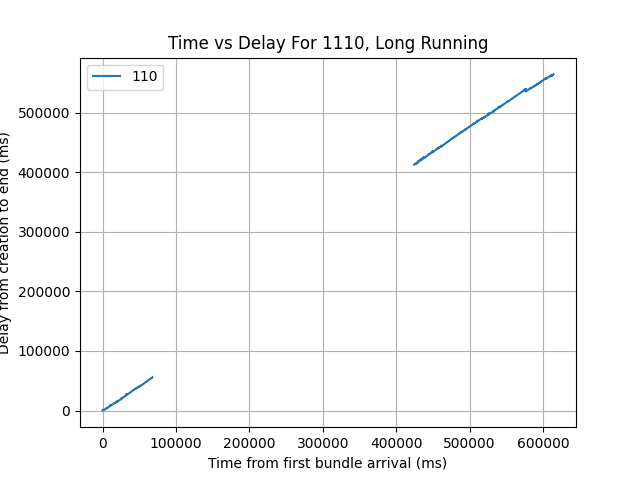 Time vs Delay For 1110, Long Running
110
Delay from creation to end (ms)
500000
400000
300000
200000
100000
0
0 100000 200000 300000 400000 500000 600000
Time from first bundle arrival (ms)